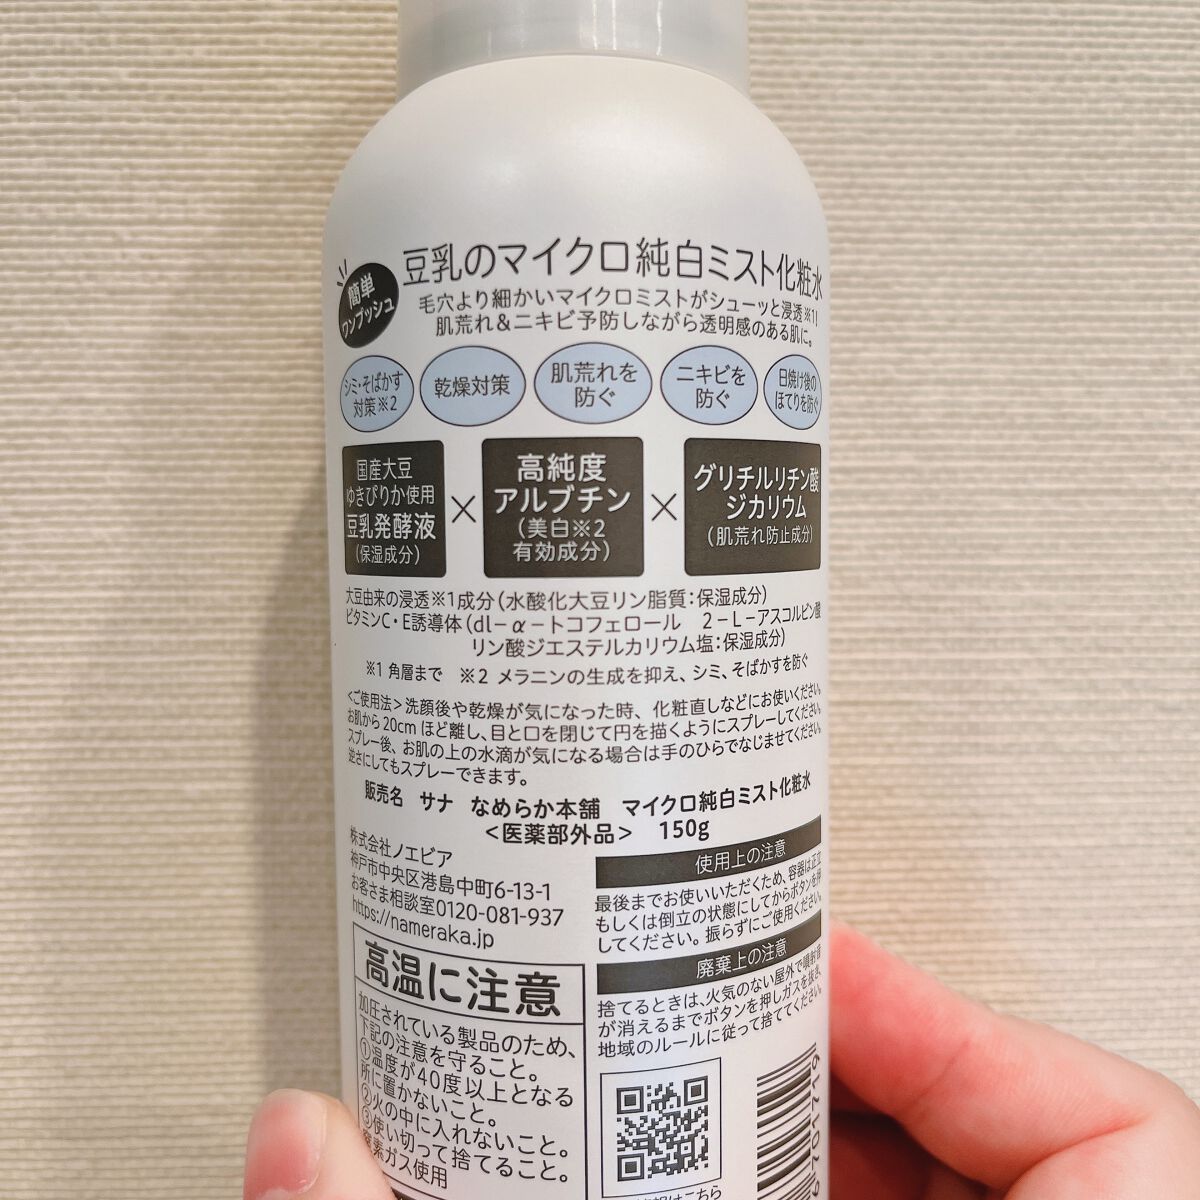 簡単
ワンプッシュ
豆乳のマイクロ純白ミスト化粧水
毛穴より細かいマイクロミストがシューッと浸透※1!
肌荒れ&ニキビ予防しながら透明感のある肌に。
シミ・そばかす
対策※2
乾燥対策
肌荒れを
防ぐ
ニキビを
防ぐ
日焼け後の
ほてりを防ぐ
国産大豆
ゆきぴりか使用
豆乳発酵液
(保湿成分)
×
高純度
アルブチン
(美白※2
有効成分)
×
グリチルリチン酸
ジカリウム
(肌荒れ防止成分)
大豆由来の浸透※1成分(水酸化大豆リン脂質:保湿成分)
ビタミンC・E誘導体(dl-α-トコフェロール 2-L-アスコルビン酸
リン酸ジエステルカリウム塩:保湿成分)
※1 角層まで ※2 メラニンの生成を抑え、シミ、そばかすを防ぐ
<ご使用法>洗顔後や乾燥が気になった時、化粧直しなどにお使いください。
お肌から20cmほど離し、目と口を閉じて円を描くようにスプレーしてください。
スプレー後、お肌の上の水滴が気になる場合は手のひらでなじませてください。
逆さにしてもスプレーできます。
販売名 サナ なめらか本舗 マイクロ純白ミスト化粧水
<医薬部外品> 150g
株式会社ノエビア
神戸市中央区港島中町6-13-1
お客さま相談室0120-081-937
https://nameraka.jp
高温に注意
加圧されている製品のため、
下記の注意を守ること。
①温度が40度以上となる
所に置かないこと。
②火の中に入れないこと。
③使い切って捨てること。
窒素ガス使用
使用上の注意
最後までお使いいただくため、容器は正立
もしくは倒立の状態にしてからボタンを押
してください。振らずにご使用ください。
廃棄上の注意
捨てるときは、火気のない屋外で噴射音
が消えるまでボタンを押しガスを抜き、
地域のルールに従って捨ててください。